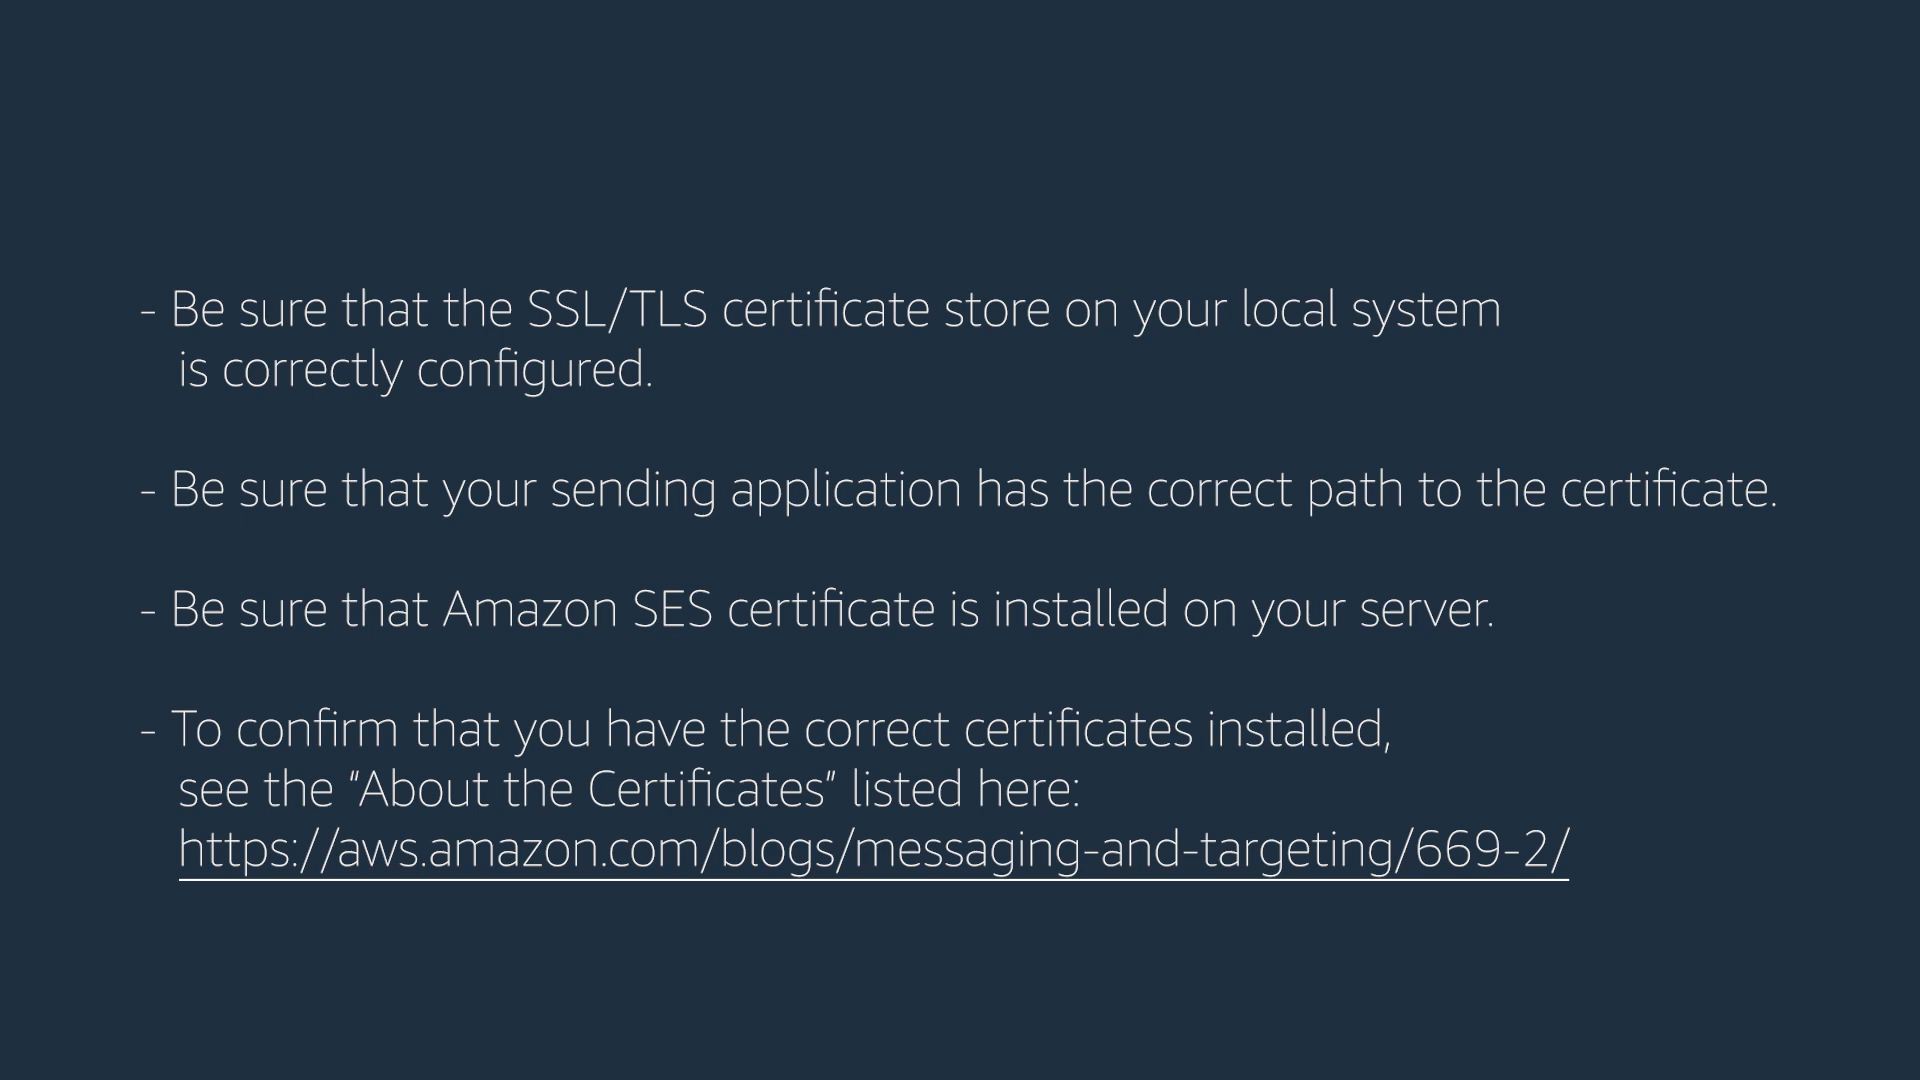 - Be sure that the SSL/TLS certificate store on your local system
is correctly configured.
- Be sure that your sending application has the correct path to the certificate.
- Be sure that Amazon SES certificate is installed on your server.
- To confirm that you have the correct certificates installed,
see the “About the Certificates” listed here:
https://aws.amazon.com/blogs/messaging-and-targeting/669-2/